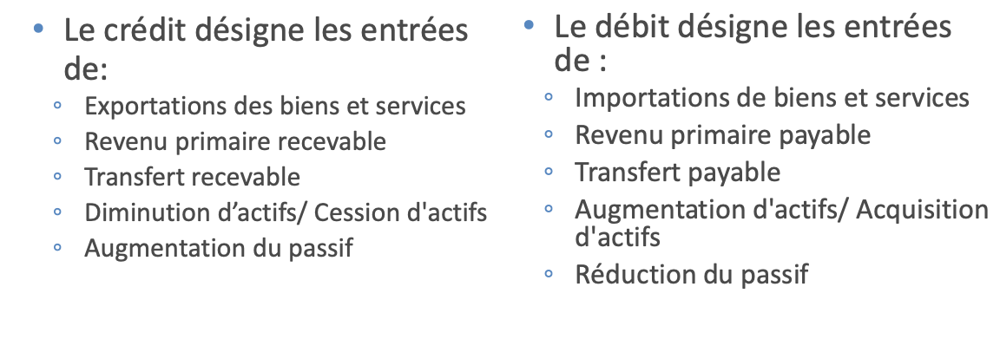 • Le crédit désigne les entrées
de:
◦ Exportations des biens et services
◦ Revenu primaire recevable
◦ Transfert recevable
◦ Diminution d’actifs/ Cession d'actifs
◦ Augmentation du passif
• Le débit désigne les entrées
de :
◦ Importations de biens et services
◦ Revenu primaire payable
◦ Transfert payable
◦ Augmentation d'actifs/ Acquisition
d'actifs
◦ Réduction du passif